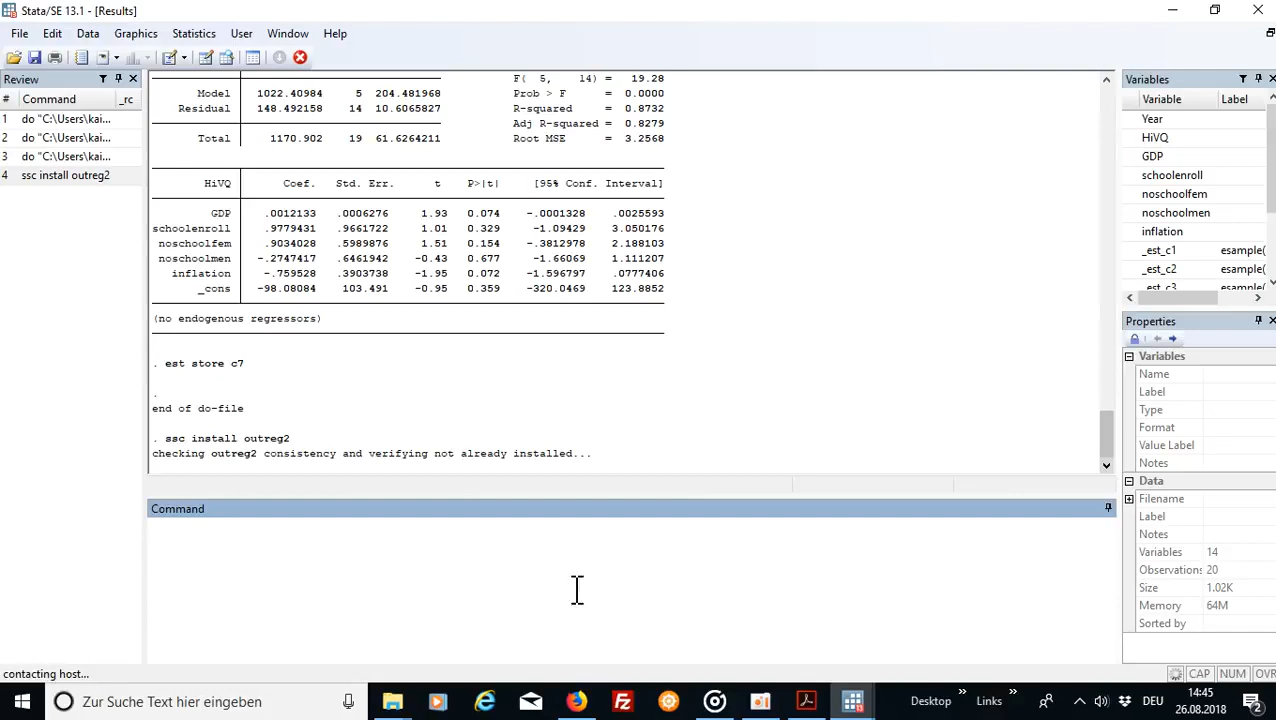 Stata/SE 13.1 - [Results]
File Edit Data Graphics Statistics User Window Help
Review
# Command _rc
1 do "C:\Users\kai...
2 do "C:\Users\kai...
3 do "C:\Users\kai...
4 ssc install outreg2
F( 5, 14) = 19.28
Model 1022.40984 5 204.481968 Prob > F = 0.0000
Residual 148.492158 14 10.6065827 R-squared = 0.8732
Adj R-squared = 0.8279
Total 1170.902 19 61.6264211 Root MSE = 3.2568
HiVQ Coef. Std. Err. t P>|t| [95% Conf. Interval]
GDP .0012133 .0006276 1.93 0.074 -.0001328 .0025593
schoolenroll .9779431 .9661722 1.01 0.329 -1.09429 3.050176
noschoolfem .9034028 .5989876 1.51 0.154 -.3812978 2.188103
noschoolmen -.2747417 .6461942 -0.43 0.677 -1.66069 1.111207
inflation -.759528 .3903738 -1.95 0.072 -1.596797 .0777406
_cons -98.08084 103.491 -0.95 0.359 -320.0469 123.8852
(no endogenous regressors)
. est store c7
.
end of do-file
. ssc install outreg2
checking outreg2 consistency and verifying not already installed...
Command
Variables
Variable Label
Year
HiVQ
GDP
schoolenroll
noschoolfem
noschoolmen
inflation
_est_c1 esample(
_est_c2 esample(
_est_c3 esample(
Properties
Variables
Name
Label
Type
Format
Value Label
Notes
Data
Filename
Label
Notes
Variables 14
Observations 20
Size 1.02K
Memory 64M
Sorted by
contacting host...
CAP NUM OVR
Zur Suche Text hier eingeben
Desktop » Links » DEU
14:45
26.08.2018
2